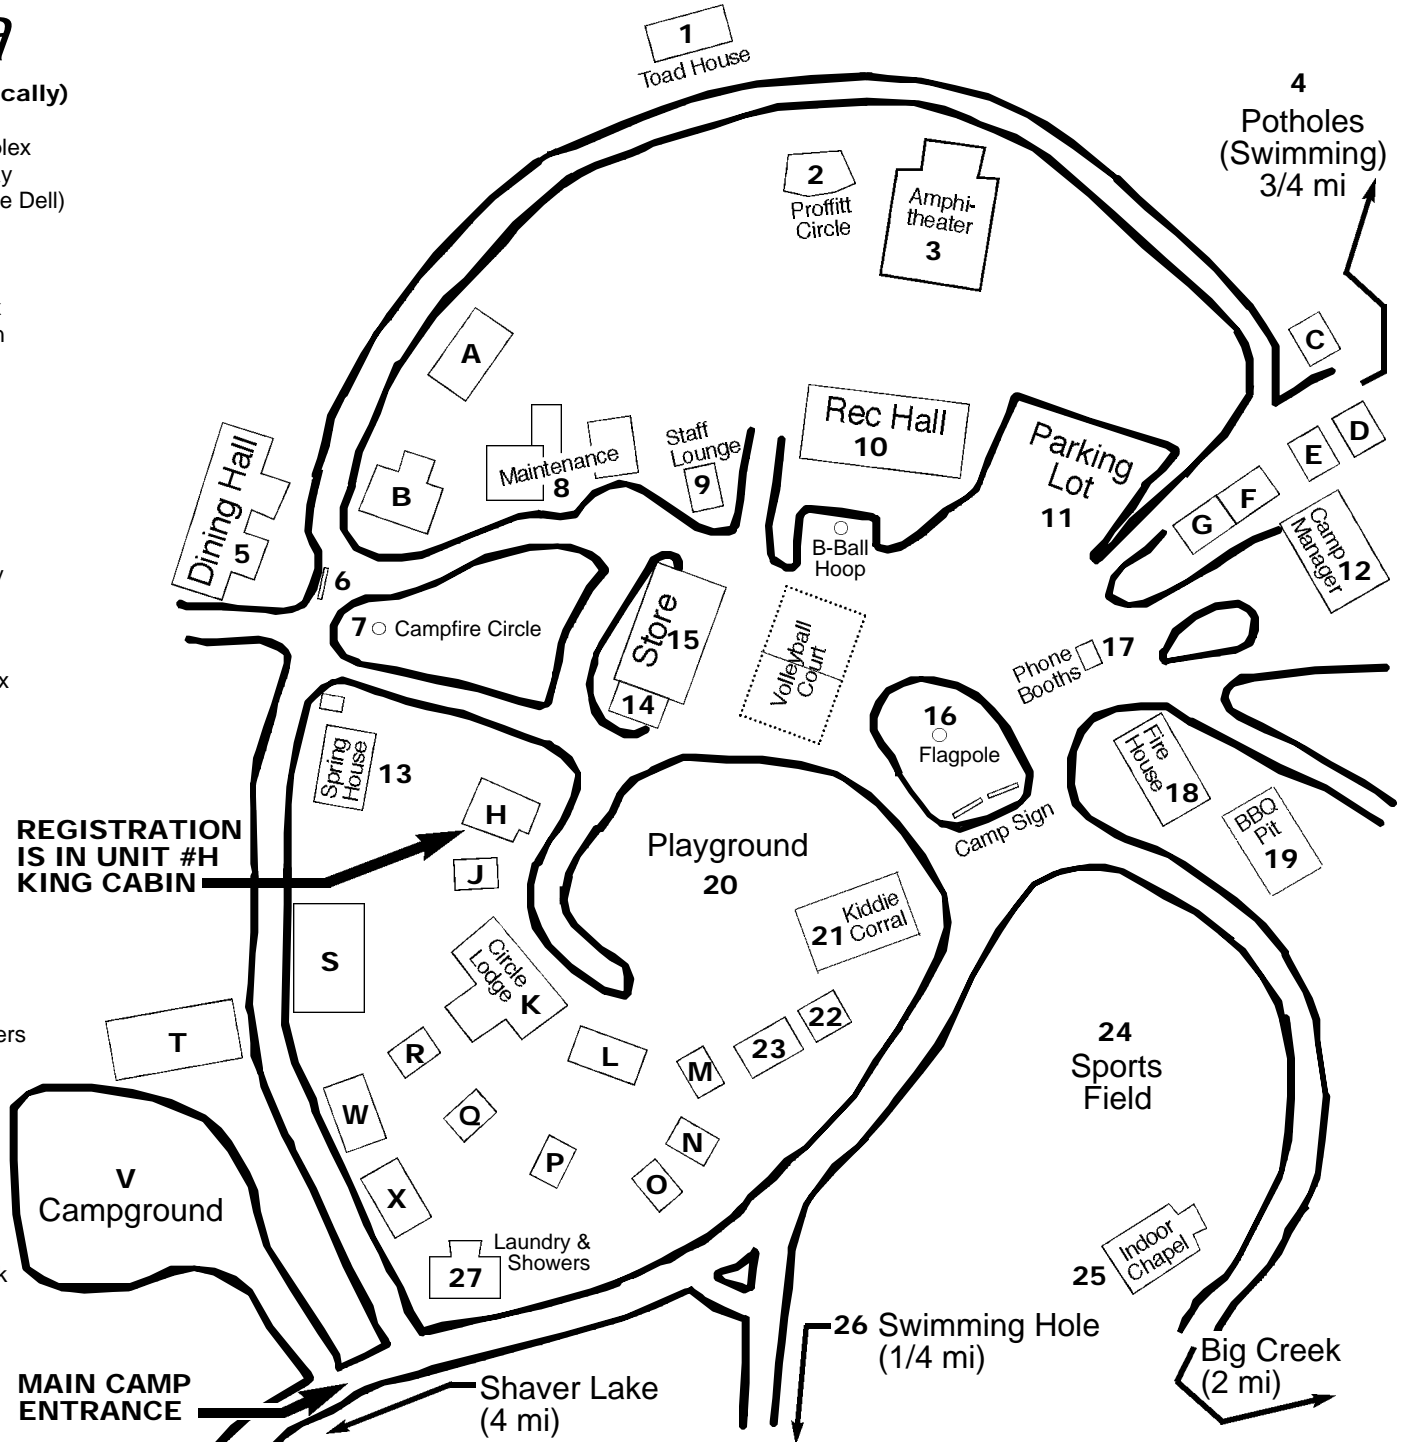 cally)
plex
y
e Dell)
n
y
x
ers
k
1
Toad House
2
Proffitt
Circle
Amphi-
theater
3
4
Potholes
(Swimming)
3/4 mi
A
B
C
D
E
F
G
Dining Hall
5
6
7
Campfire Circle
Maintenance
8
Staff
Lounge
9
Rec Hall
10
Parking
Lot
11
Camp
Manager
12
B-Ball
Hoop
Spring
House
13
14
Store
15
Volleyball
Court
16
Flagpole
Camp Sign
Phone
Booths
17
Fire
House
18
BBQ
Pit
19
REGISTRATION
IS IN UNIT #H
KING CABIN
H
J
Playground
20
21
Kiddie
Corral
22
23
S
Circle
Lodge
K
T
R
L
M
W
Q
P
N
O
X
V
Campground
24
Sports
Field
Laundry &
Showers
27
Indoor
Chapel
25
26 Swimming Hole
(1/4 mi)
Big Creek
(2 mi)
MAIN CAMP
ENTRANCE
Shaver Lake
(4 mi)